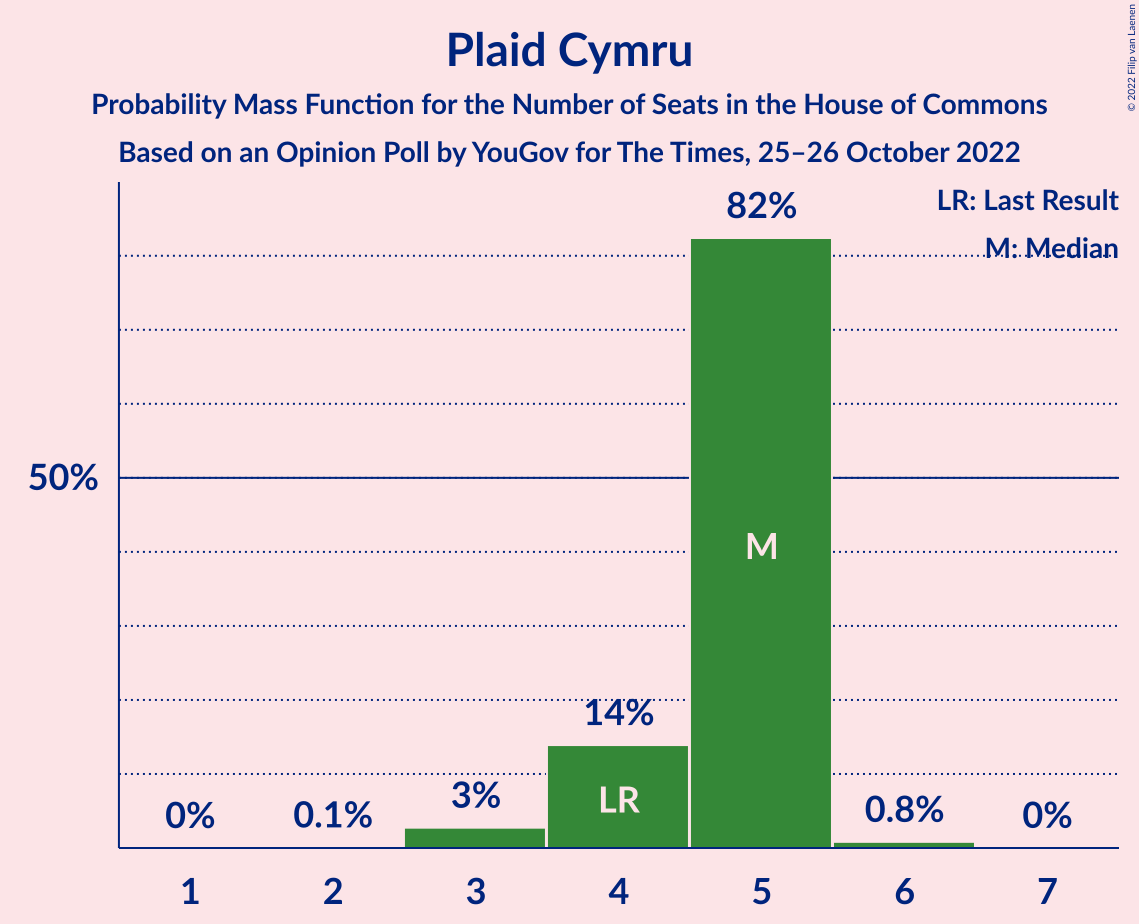 Plaid Cymru
Probability Mass Function for the Number of Seats in the House of Commons
Based on an Opinion Poll by YouGov for The Times, 25–26 October 2022
© 2022 Filip van Laenen
LR: Last Result
M: Median
82%
50%
M
14%
LR
3%
0.8%
0.1%
0%
0%
1 2 3 4 5 6 7